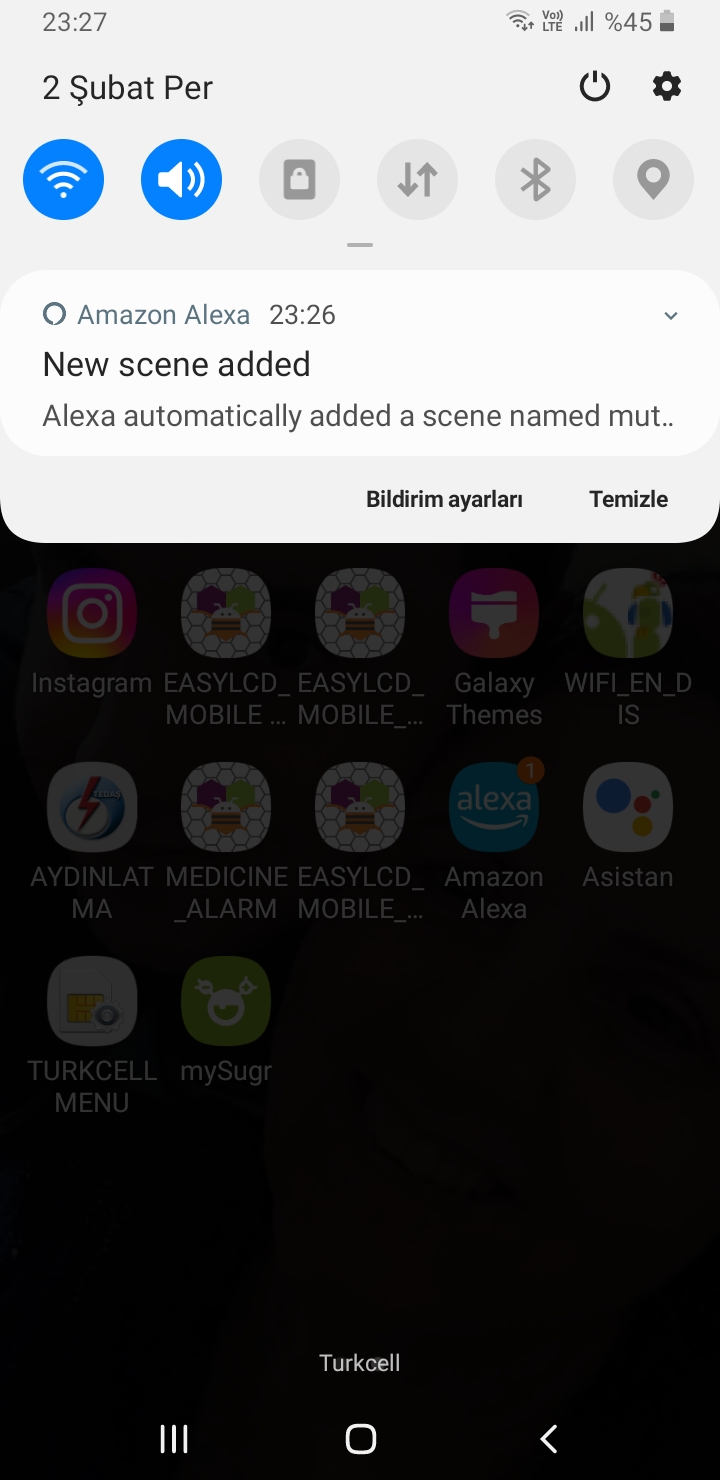 23:27 Vo)) LTE %45
2 Şubat Per
Amazon Alexa 23:26
New scene added
Alexa automatically added a scene named mut..
Bildirim ayarları Temizle
Instagram EASYLCD_ EASYLCD_ Galaxy WIFI_EN_D
MOBILE ... MOBILE_... Themes IS
TEDAŞ alexa 1
AYDINLAT MEDICINE EASYLCD_ Amazon Asistan
MA _ALARM MOBILE_... Alexa
TURKCELL mySugr
MENU
Turkcell